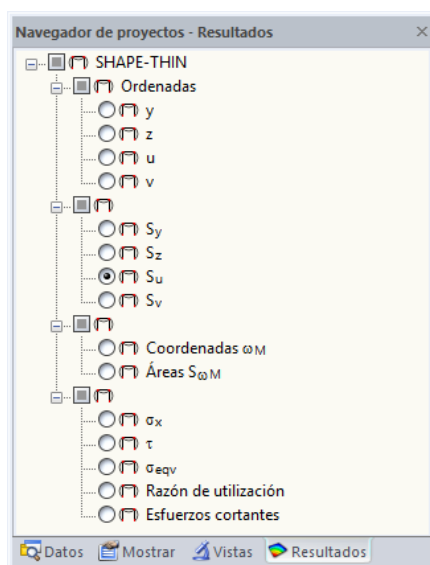 Navegador de proyectos - Resultados
SHAPE-THIN
Ordenadas
y
z
u
v
Sy
Sz
Su
Sv
Coordenadas ωM
Áreas SωM
σx
τ
σeqv
Razón de utilización
Esfuerzos cortantes
Datos Mostrar Vistas Resultados